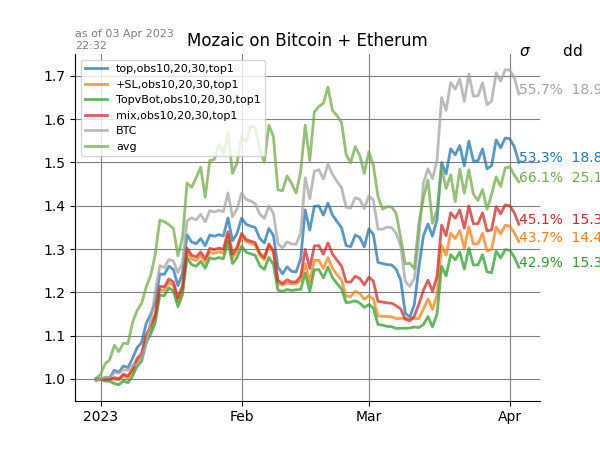 as of 03 Apr 2023
22:32
Mozaic on Bitcoin + Etherum
σ dd
top,obs10,20,30,top1
+SL,obs10,20,30,top1
TopvBot,obs10,20,30,top1
mix,obs10,20,30,top1
BTC
avg
1.7
1.6
1.5
1.4
1.3
1.2
1.1
1.0
55.7% 18.9
53.3% 18.8
66.1% 25.1
45.1% 15.3
43.7% 14.4
42.9% 15.3
2023 Feb Mar Apr